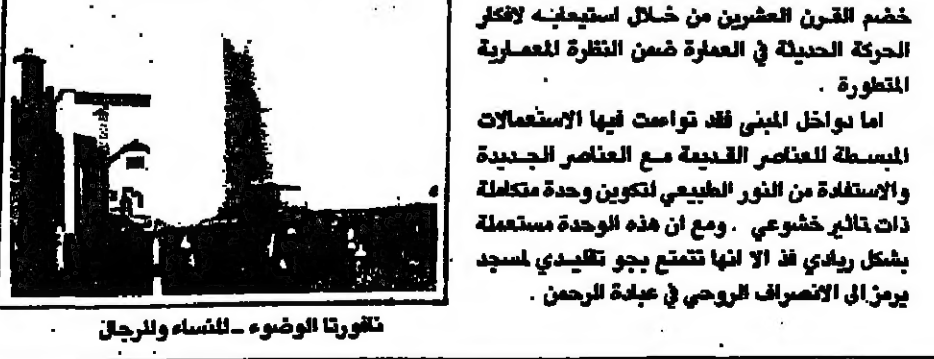 خضم القرن العشرين من خلال استيعابه لافكار
الحركة الحديثة في العمارة ضمن النظرة المعمارية
المتطورة .
اما دواخل المبنى فقد تواءمت فيها الاستعمالات
المبسطة للعناصر القديمة مع العناصر الجديدة
والاستفادة من النور الطبيعي لتكوين وحدة متكاملة
ذات تاثير خشوعي . ومع ان هذه الوحدة مستعملة
بشكل ريادي فذ الا انها تتمتع بجو تقليدي لمسجد
يرمز الى الانصراف الروحي في عبادة الرحمن .
نافورتا الوضوء - للنساء وللرجال